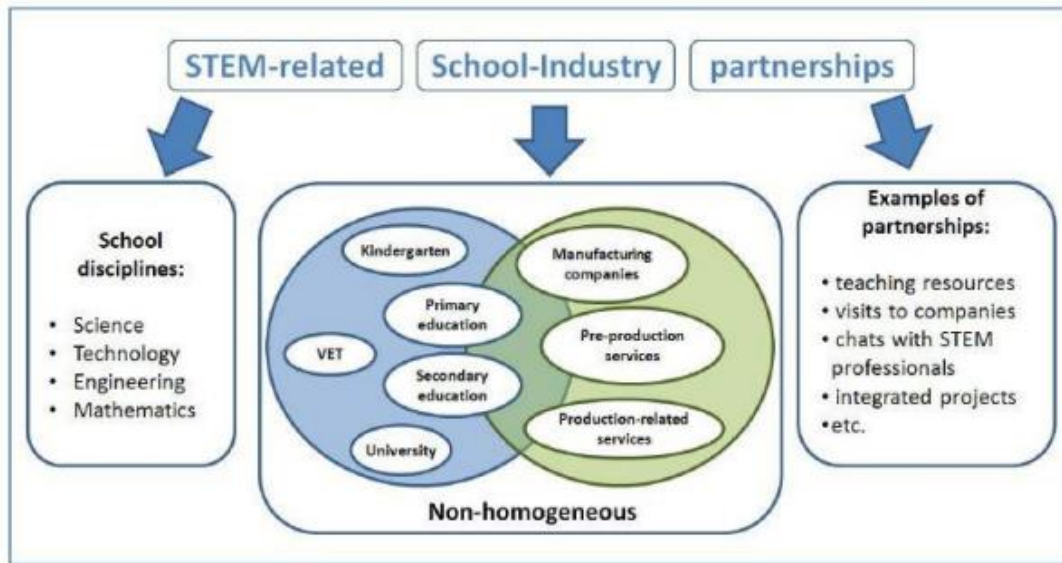 STEM-related School-Industry partnerships
School
disciplines:
• Science
• Technology
• Engineering
• Mathematics
Kindergarten
Primary
education
VET
Secondary
education
University
Manufacturing
companies
Pre-production
services
Production-related
services
Non-homogeneous
Examples of
partnerships:
• teaching resources
• visits to companies
• chats with STEM
professionals
• integrated projects
•etc.